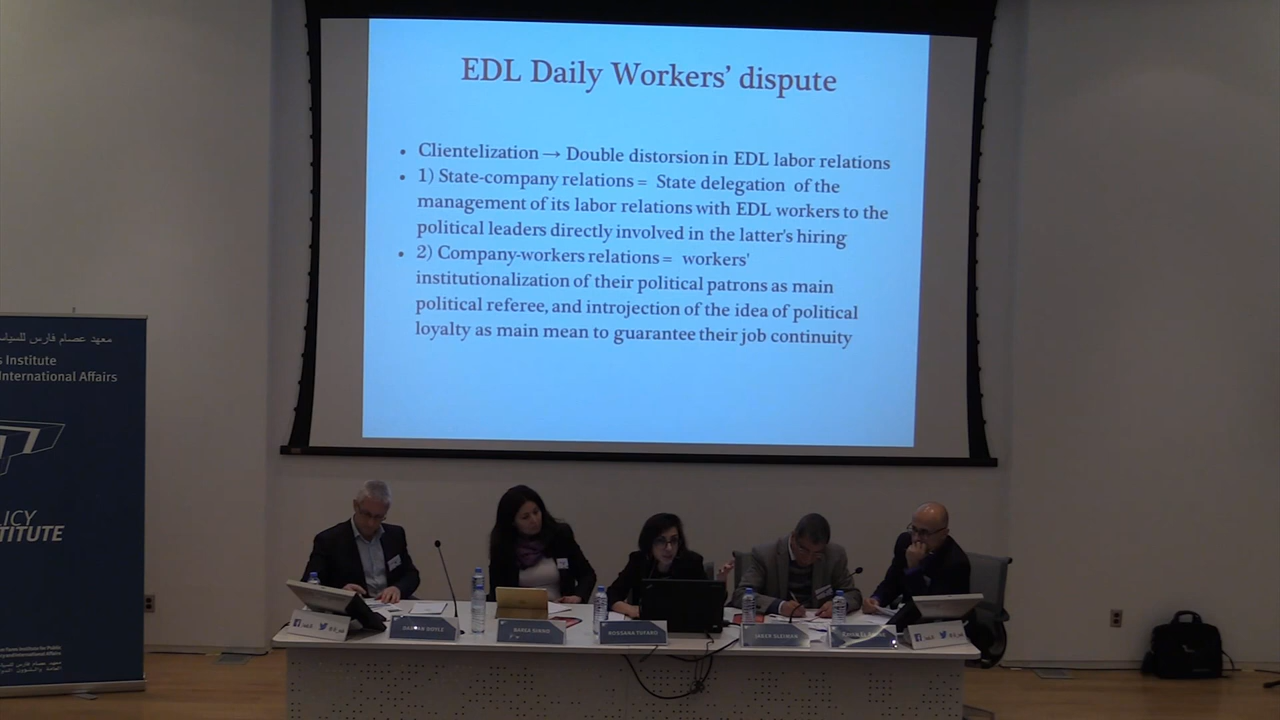 EDL Daily Workers' dispute
• Clientelization → Double distorsion in EDL labor relations
• 1) State-company relations = State delegation of the
management of its labor relations with EDL workers to the
political leaders directly involved in the latter's hiring
• 2) Company-workers relations = workers'
institutionalization of their political patrons as main
political referee, and introjection of the idea of political
loyalty as main mean to guarantee their job continuity
معهد عصام فارس للسياسا
s Institute
International Affairs
LICY
TITUTE
DOYLE
ROSSANA TUFARO
JABER SLEIMAN